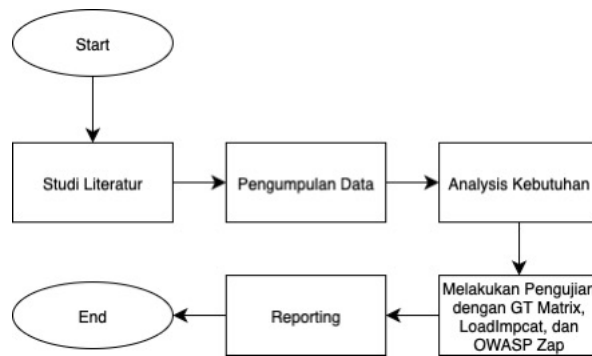 Start
Studi Literatur
Pengumpulan Data
Analysis Kebutuhan
Melakukan Pengujian
dengan GT Matrix,
LoadImpcat, dan
OWASP Zap
Reporting
End